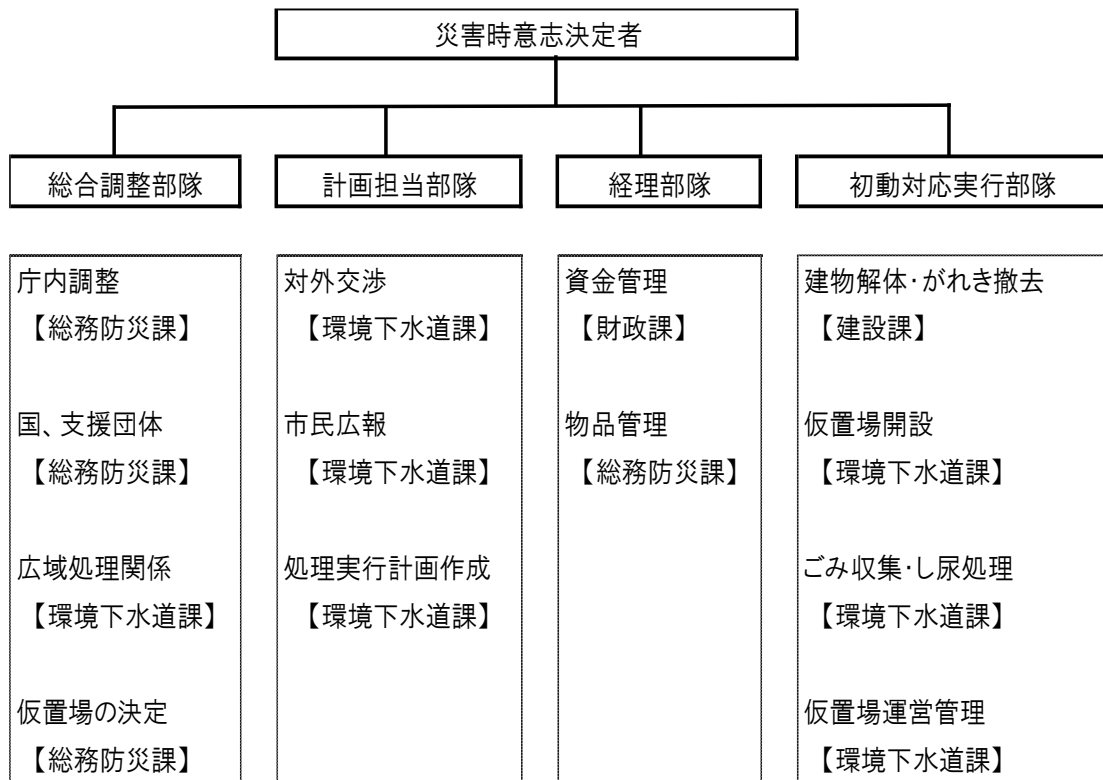 災害時意志決定者
総合調整部隊
計画担当部隊
経理部隊
初動対応実行部隊
庁内調整
【総務防災課】
国、支援団体
【総務防災課】
広域処理関係
【環境下水道課】
仮置場の決定
【総務防災課】
対外交渉
【環境下水道課】
市民広報
【環境下水道課】
処理実行計画作成
【環境下水道課】
資金管理
【財政課】
物品管理
【総務防災課】
建物解体・がれき撤去
【建設課】
仮置場開設
【環境下水道課】
ごみ収集・し尿処理
【環境下水道課】
仮置場運営管理
【環境下水道課】